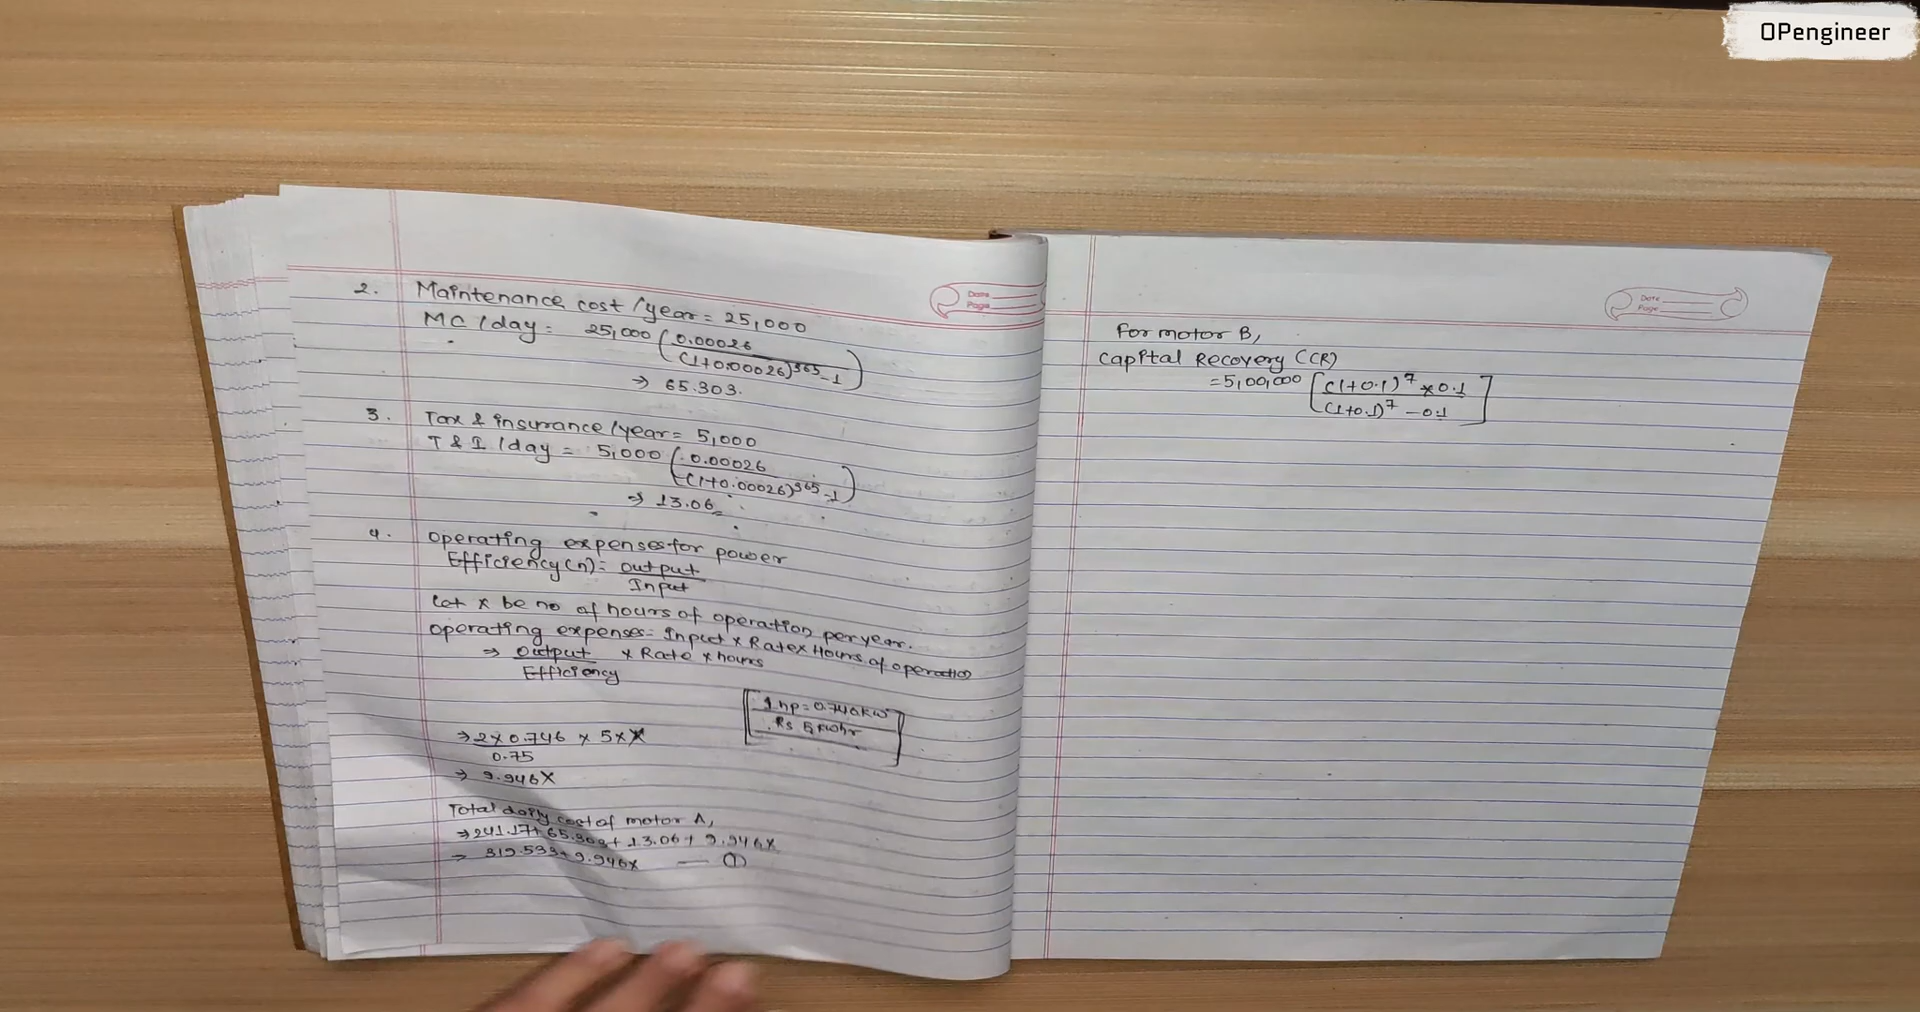 OPengineer
2. Maintenance cost/year = 25,000
MC/day = 25,000 (0.00026
(1+0.00026)^365 -1)
⇒ 65.303.
3. Tax & insurance/year = 5,000
T & I/day = 5,000 (0.00026
(1+0.00026)^365 -1)
⇒ 13.06
4. operating expenses for power
Efficiency(n) = output
Input
let x be no of hours of operation per year.
operating expenses = Input x Rate x Hours of operation
⇒ output x Rate x hours
Efficiency
1 hp = 0.746 kW
Rs 5 kwhr
⇒ 2 x 0.746 x 5 x X
0.75
⇒ 9.946X
Total daily cost of motor A,
⇒ 241.17 + 65.303 + 13.06 + 9.946X
⇒ 319.533 + 9.946X — ①
Date
Page
For motor B,
Capital Recovery (CR)
= 5,00,000 [(1+0.1)^7 x 0.1
(1+0.1)^7 - 0.1]
Date
Page